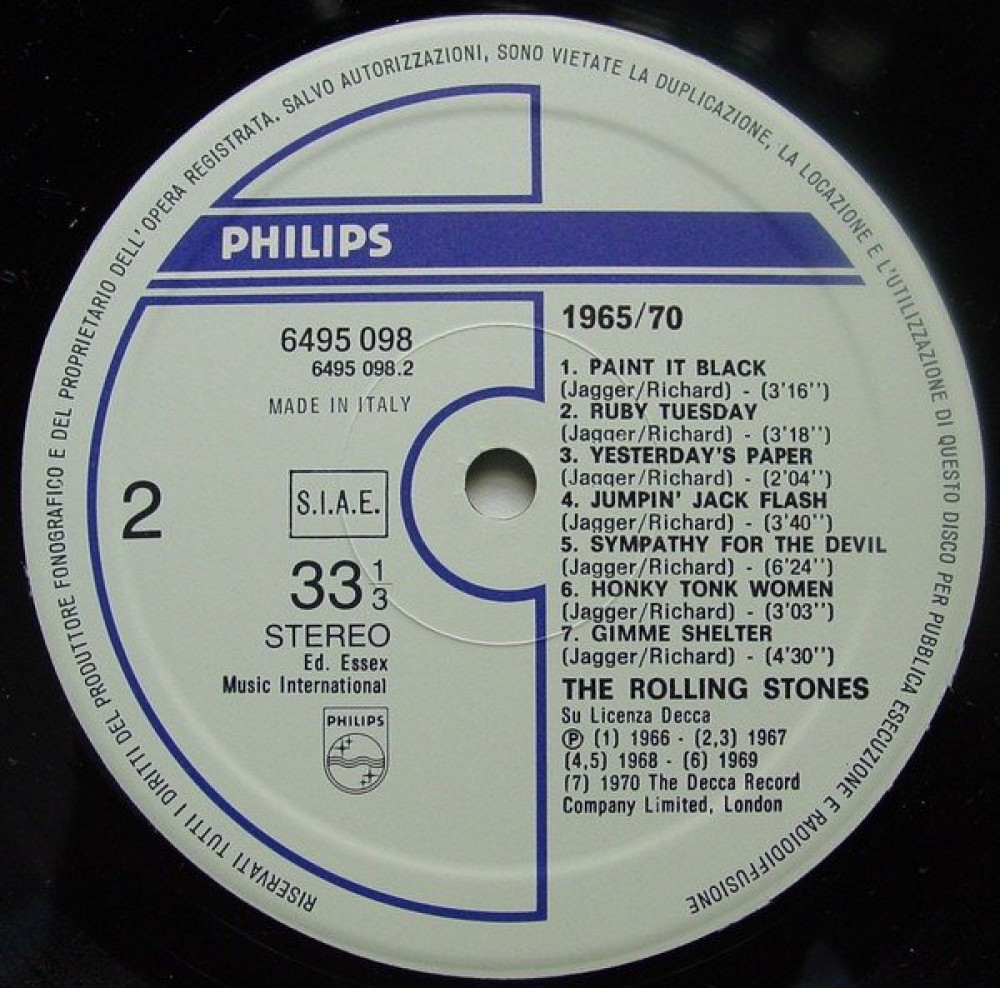 RISERVATI TUTTI I DIRITTI DEL PRODUTTORE FONOGRAFICO E DEL PROPRIETARIO DELL'OPERA REGISTRATA. SALVO AUTORIZZAZIONI, SONO VIETATE LA DUPLICAZIONE, LA LOCAZIONE E L'UTILIZZAZIONE DI QUESTO DISCO PER PUBBLICA ESECUZIONE E RADIODIFFUSIONE
PHILIPS
6495 098
6495 098.2
MADE IN ITALY
2
S.I.A.E.
33 1/3
STEREO
Ed. Essex
Music International
PHILIPS
1965/70
1. PAINT IT BLACK
(Jagger/Richard) - (3'16'')
2. RUBY TUESDAY
(Jagger/Richard) - (3'18'')
3. YESTERDAY'S PAPER
(Jagger/Richard) - (2'04'')
4. JUMPIN' JACK FLASH
(Jagger/Richard) - (3'40'')
5. SYMPATHY FOR THE DEVIL
(Jagger/Richard) - (6'24'')
6. HONKY TONK WOMEN
(Jagger/Richard) - (3'03'')
7. GIMME SHELTER
(Jagger/Richard) - (4'30'')
THE ROLLING STONES
Su Licenza Decca
℗ (1) 1966 - (2,3) 1967
(4,5) 1968 - (6) 1969
(7) 1970 The Decca Record
Company Limited, London